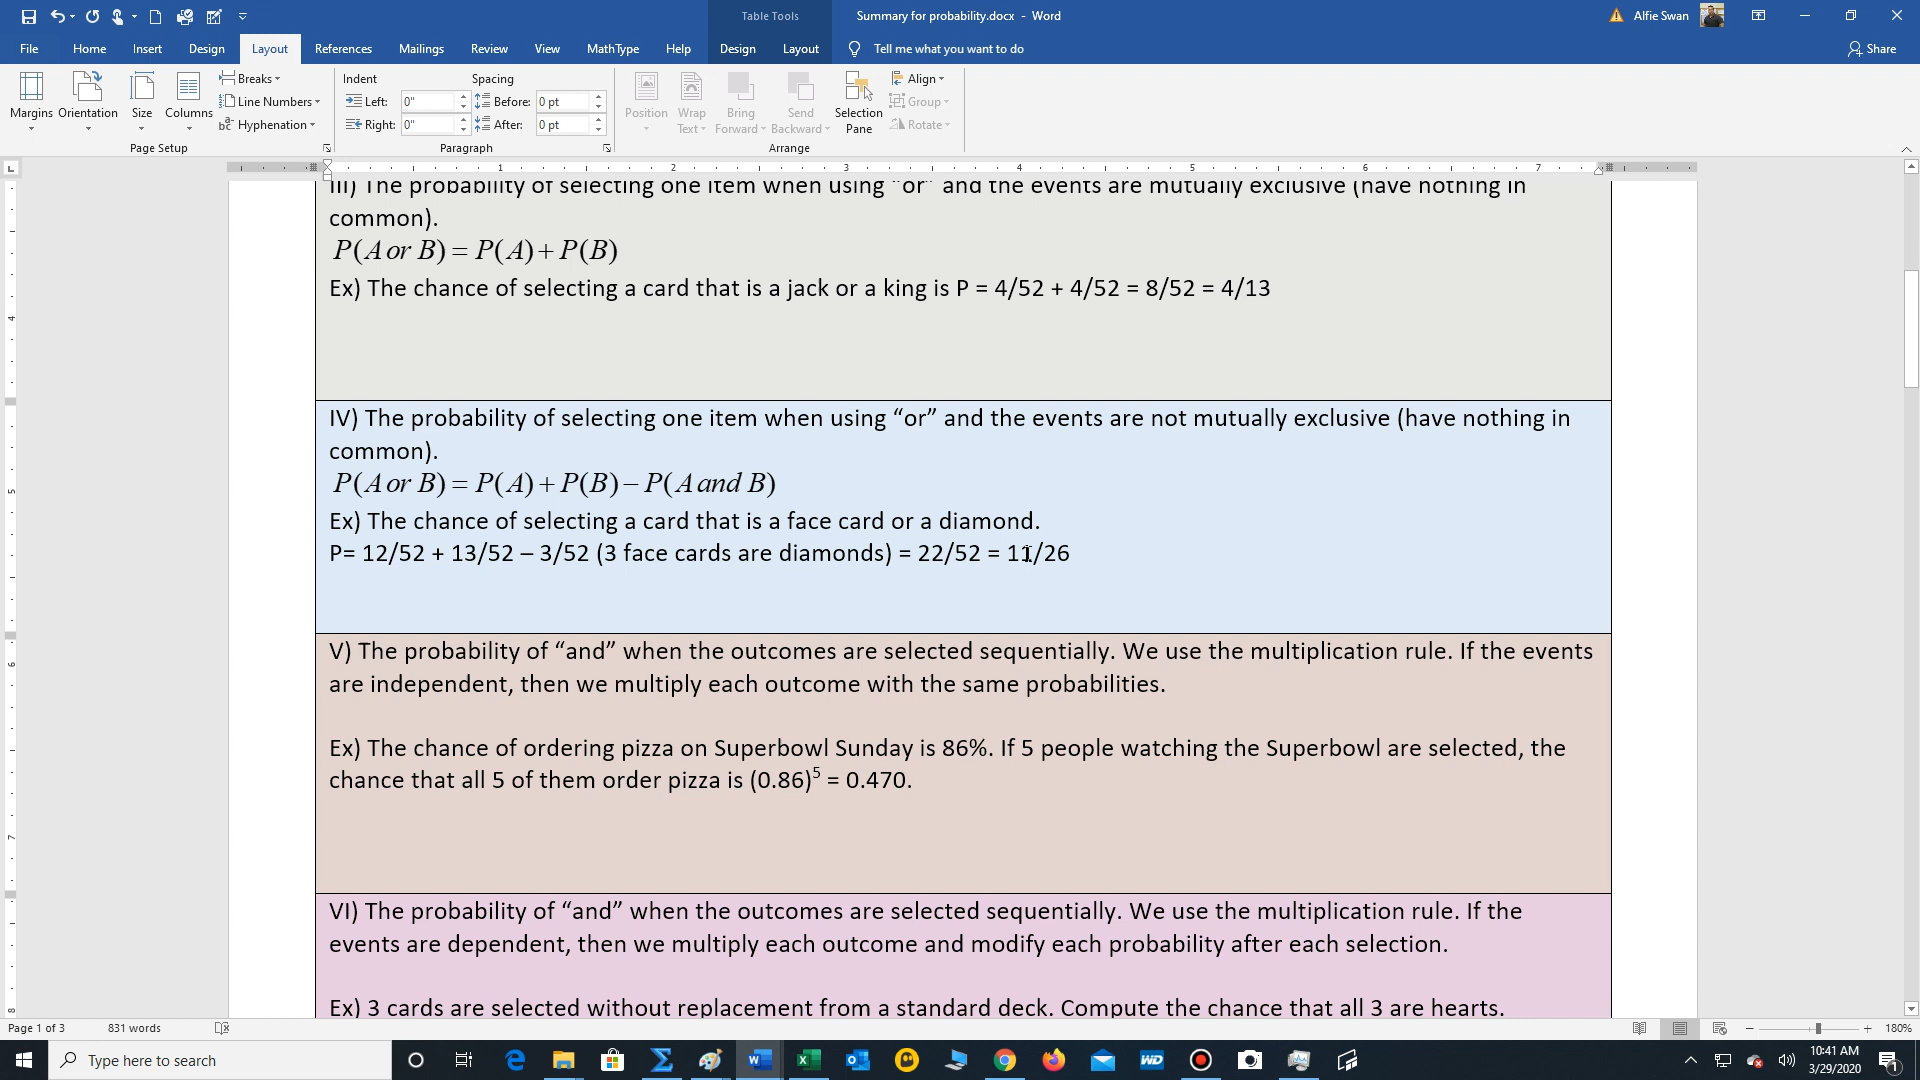 Table Tools
Summary for probability.docx - Word
Alfie Swan
File Home Insert Design Layout References Mailings Review View MathType Help Design Layout Tell me what you want to do Share
Margins Orientation Size Columns
Breaks
Line Numbers
Hyphenation
Page Setup
Indent Spacing
Left: 0" Before: 0 pt
Right: 0" After: 0 pt
Paragraph
Position Wrap Text Bring Forward Send Backward Selection Pane
Align
Group
Rotate
Arrange
1 2 3 4 5 6 7
III) The probability of selecting one item when using “or” and the events are mutually exclusive (have nothing in
common).
P(A or B) = P(A) + P(B)
Ex) The chance of selecting a card that is a jack or a king is P = 4/52 + 4/52 = 8/52 = 4/13
IV) The probability of selecting one item when using “or” and the events are not mutually exclusive (have nothing in
common).
P(A or B) = P(A) + P(B) − P(A and B)
Ex) The chance of selecting a card that is a face card or a diamond.
P= 12/52 + 13/52 – 3/52 (3 face cards are diamonds) = 22/52 = 11/26
V) The probability of “and” when the outcomes are selected sequentially. We use the multiplication rule. If the events
are independent, then we multiply each outcome with the same probabilities.
Ex) The chance of ordering pizza on Superbowl Sunday is 86%. If 5 people watching the Superbowl are selected, the
chance that all 5 of them order pizza is (0.86)⁵ = 0.470.
VI) The probability of “and” when the outcomes are selected sequentially. We use the multiplication rule. If the
events are dependent, then we multiply each outcome and modify each probability after each selection.
Ex) 3 cards are selected without replacement from a standard deck. Compute the chance that all 3 are hearts.
4
5
6
7
8
Page 1 of 3 831 words
180%
Type here to search
10:41 AM
3/29/2020